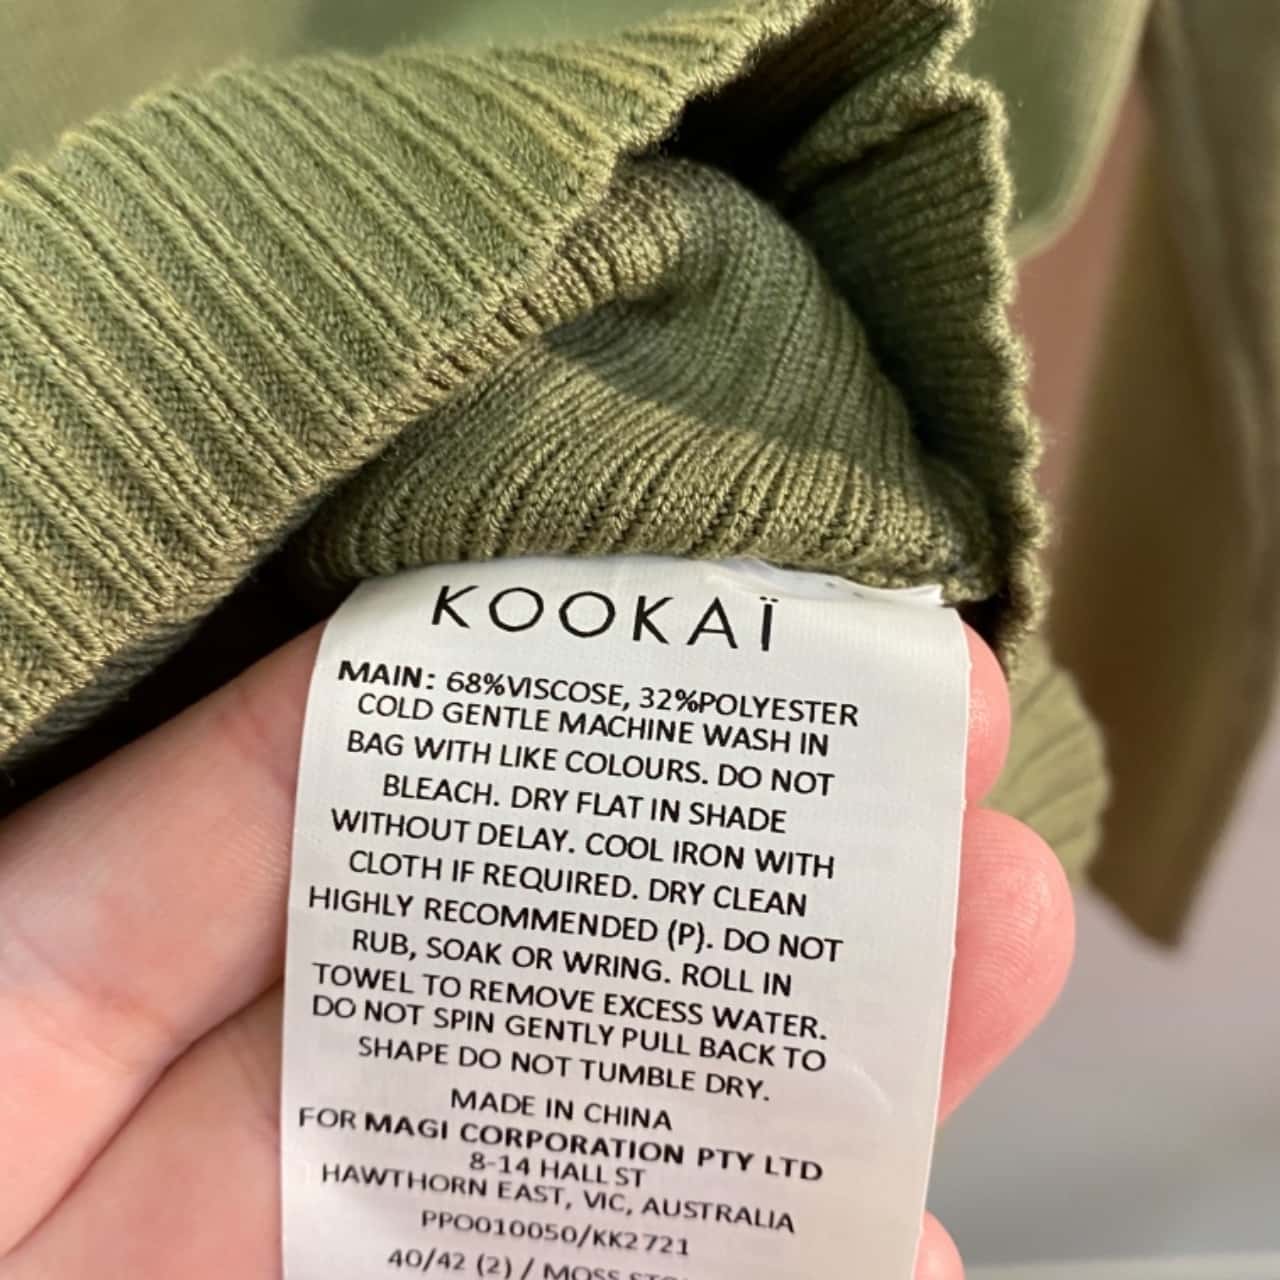 KOOKAÏ
MAIN: 68%VISCOSE, 32%POLYESTER
COLD GENTLE MACHINE WASH IN
BAG WITH LIKE COLOURS. DO NOT
BLEACH. DRY FLAT IN SHADE
WITHOUT DELAY. COOL IRON WITH
CLOTH IF REQUIRED. DRY CLEAN
HIGHLY RECOMMENDED (P). DO NOT
RUB, SOAK OR WRING. ROLL IN
TOWEL TO REMOVE EXCESS WATER.
DO NOT SPIN GENTLY PULL BACK TO
SHAPE DO NOT TUMBLE DRY.
MADE IN CHINA
FOR MAGI CORPORATION PTY LTD
8-14 HALL ST
HAWTHORN EAST, VIC, AUSTRALIA
PPO010050/KK2721
40/42 (2) / MOSS